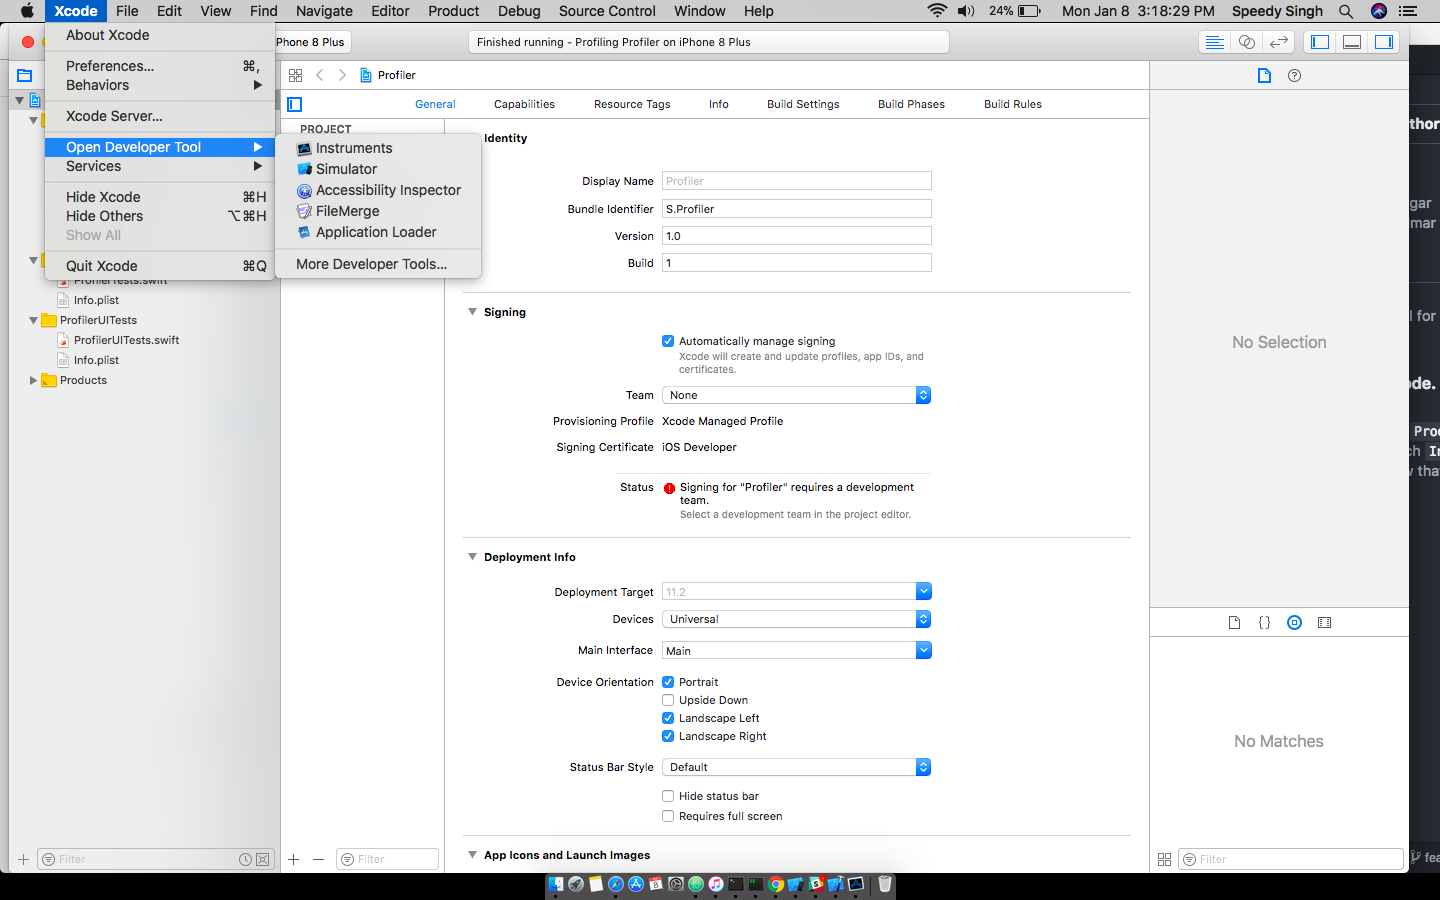 Xcode File Edit View Find Navigate Editor Product Debug Source Control Window Help 24% Mon Jan 8 3:18:29 PM Speedy Singh
About Xcode
Preferences... ⌘,
Behaviors
Xcode Server...
Open Developer Tool
Services
Hide Xcode ⌘H
Hide Others ⌥⌘H
Show All
Quit Xcode ⌘Q
Instruments
Simulator
Accessibility Inspector
FileMerge
Application Loader
More Developer Tools...
Phone 8 Plus
Finished running - Profiling Profiler on iPhone 8 Plus
Profiler
General Capabilities Resource Tags Info Build Settings Build Phases Build Rules
PROJECT
ProfilerTests.swift
Info.plist
ProfilerUITests
ProfilerUITests.swift
Info.plist
Products
Filter
Filter
Identity
Display Name Profiler
Bundle Identifier S.Profiler
Version 1.0
Build 1
Signing
Automatically manage signing
Xcode will create and update profiles, app IDs, and
certificates.
Team None
Provisioning Profile Xcode Managed Profile
Signing Certificate iOS Developer
Status Signing for "Profiler" requires a development
team.
Select a development team in the project editor.
Deployment Info
Deployment Target 11.2
Devices Universal
Main Interface Main
Device Orientation Portrait
Upside Down
Landscape Left
Landscape Right
Status Bar Style Default
Hide status bar
Requires full screen
App Icons and Launch Images
No Selection
No Matches
Filter
thor
gar
mar
l for
de.
Proc
ch In
tha
fea